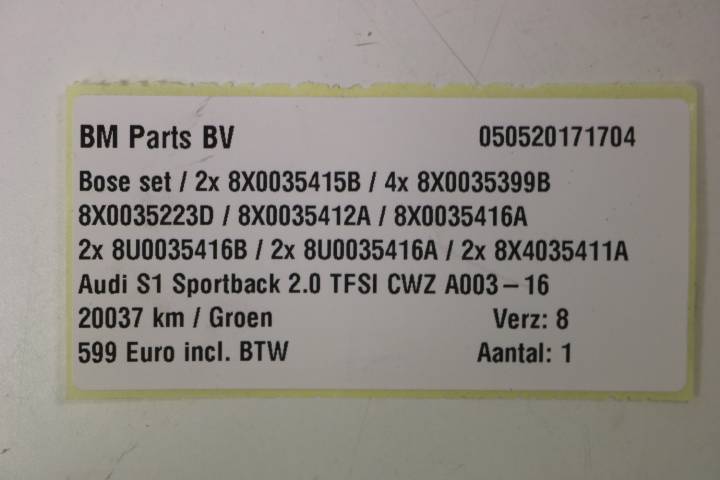 BM Parts BV 050520171704
Bose set / 2x 8X0035415B / 4x 8X0035399B
8X0035223D / 8X0035412A / 8X0035416A
2x 8U0035416B / 2x 8U0035416A / 2x 8X4035411A
Audi S1 Sportback 2.0 TFSI CWZ A003-16
20037 km / Groen Verz: 8
599 Euro incl. BTW Aantal: 1